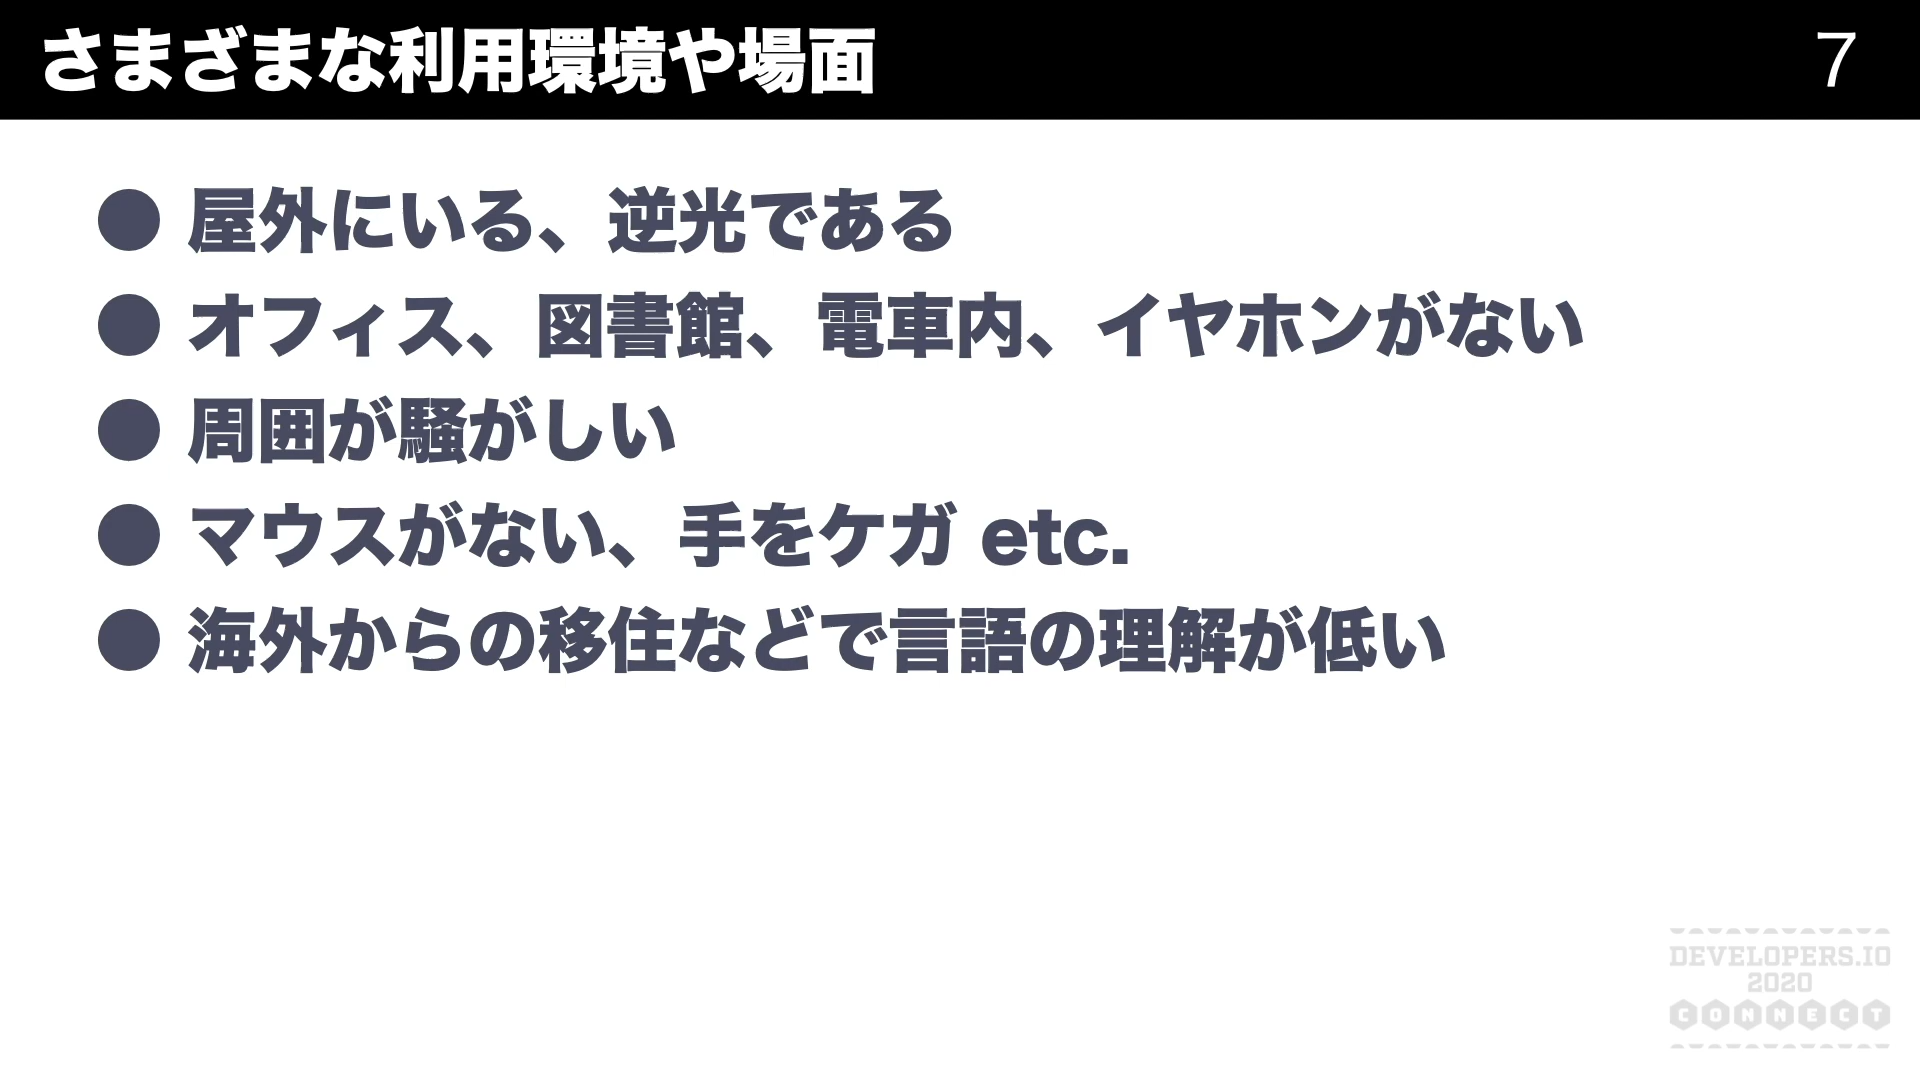 さまざまな利用環境や場面
7
● 屋外にいる、逆光である
● オフィス、図書館、電車内、イヤホンがない
● 周囲が騒がしい
● マウスがない、手をケガ etc.
● 海外からの移住などで言語の理解が低い
DEVELOPERS.IO
2020
CONNECT